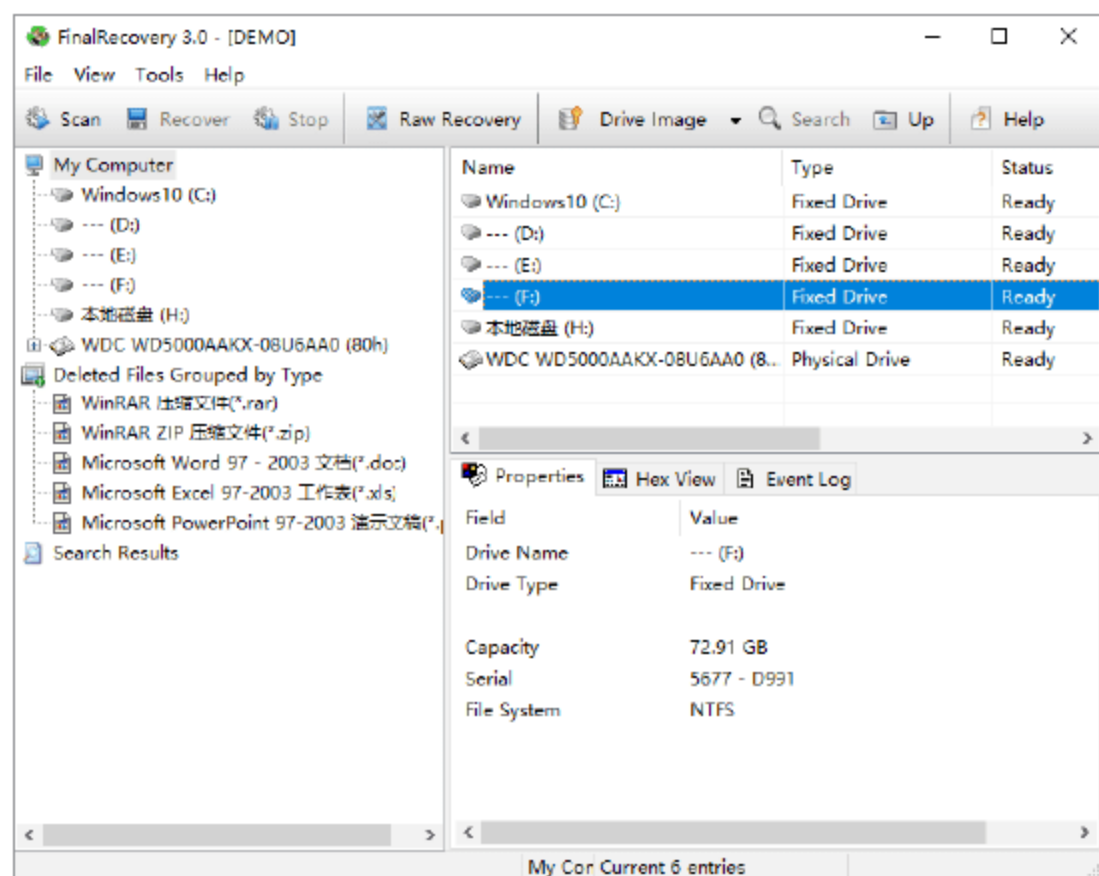 FinalRecovery 3.0 - [DEMO]
File View Tools Help
Scan Recover Stop Raw Recovery Drive Image Search Up Help
My Computer
Windows10 (C:)
--- (D:)
--- (E:)
--- (F:)
本地磁盘 (H:)
WDC WD5000AAKX-08U6AA0 (80h)
Deleted Files Grouped by Type
WinRAR 压缩文件(*.rar)
WinRAR ZIP 压缩文件(*.zip)
Microsoft Word 97 - 2003 文档(*.doc)
Microsoft Excel 97-2003 工作表(*.xls)
Microsoft PowerPoint 97-2003 演示文稿(*.p
Search Results
Name Type Status
Windows10 (C:) Fixed Drive Ready
--- (D:) Fixed Drive Ready
--- (E:) Fixed Drive Ready
--- (F:) Fixed Drive Ready
本地磁盘 (H:) Fixed Drive Ready
WDC WD5000AAKX-08U6AA0 (8... Physical Drive Ready
Properties Hex View Event Log
Field Value
Drive Name --- (F:)
Drive Type Fixed Drive
Capacity 72.91 GB
Serial 5677 - D991
File System NTFS
My Cor Current 6 entries